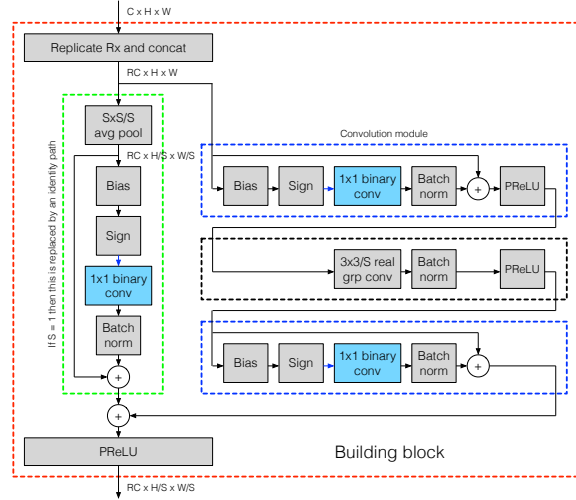 C x H x W
Replicate Rx and concat
RC x H x W
If S = 1 then this is replaced by an identity path
SxS/S
avg pool
RC x H/S x W/S
Bias
Sign
1x1 binary
conv
Batch
norm
+
+
PReLU
RC x H/S x W/S
Convolution module
Bias
Sign
1x1 binary
conv
Batch
norm
+
PReLU
3x3/S real
grp conv
Batch
norm
PReLU
Bias
Sign
1x1 binary
conv
Batch
norm
+
Building block